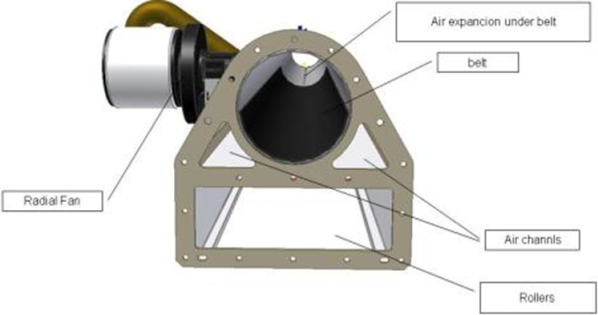 Air expancion under belt
belt
Radial Fan
Air channls
Rollers